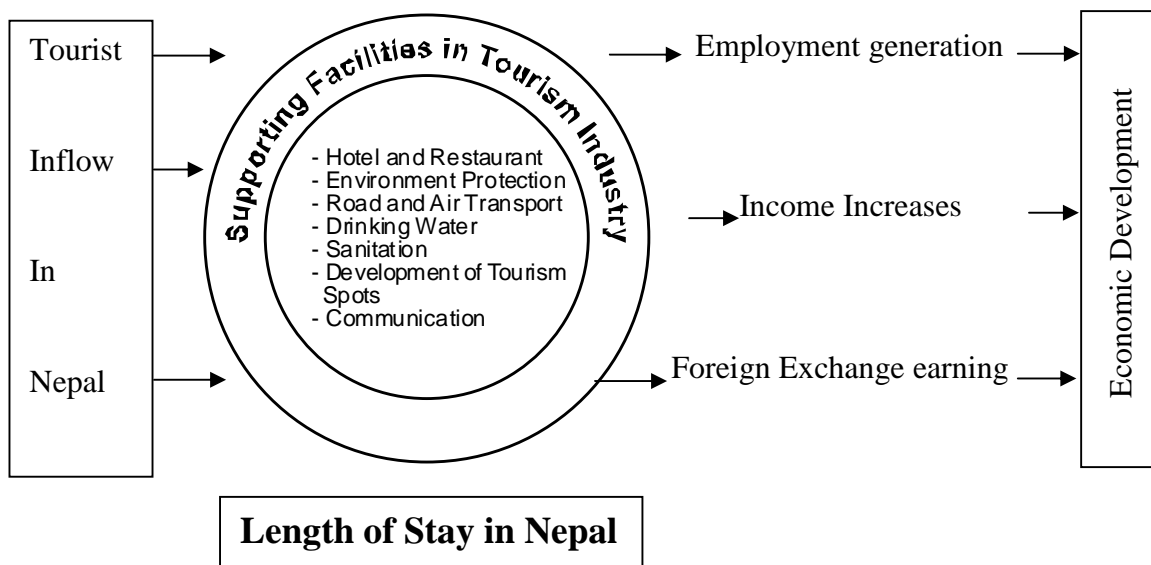 Tourist
Inflow
In
Nepal
Supporting Facilities in Tourism Industry
- Hotel and Restaurant
- Environment Protection
- Road and Air Transport
- Drinking Water
- Sanitation
- Development of Tourism
Spots
- Communication
Employment generation
Income Increases
Foreign Exchange earning
Economic Development
Length of Stay in Nepal